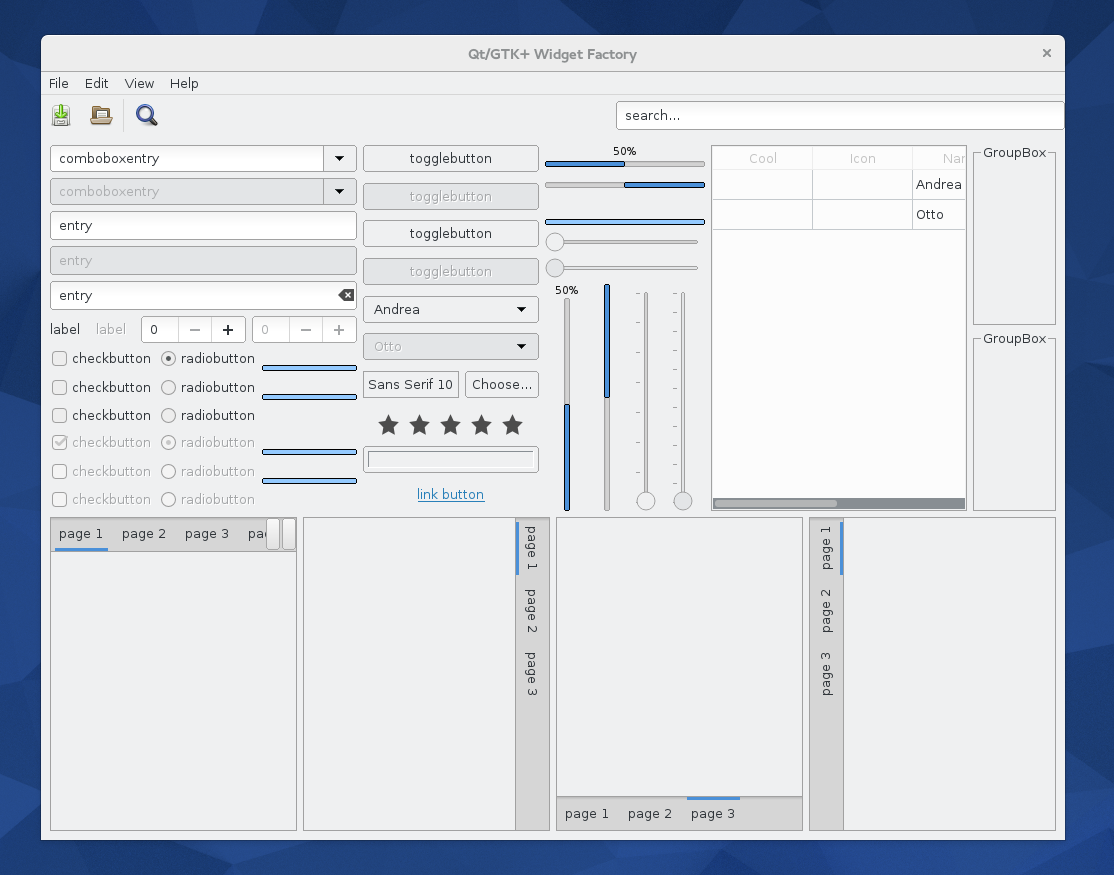 Qt/GTK+ Widget Factory
File Edit View Help
search...
comboboxentry
comboboxentry
entry
entry
entry
label label 0 0
checkbutton radiobutton
checkbutton radiobutton
checkbutton radiobutton
checkbutton radiobutton
checkbutton radiobutton
checkbutton radiobutton
togglebutton
togglebutton
togglebutton
togglebutton
Andrea
Otto
Sans Serif 10 Choose...
link button
50%
50%
Cool Icon Nar
Andrea
Otto
GroupBox
GroupBox
page 1 page 2 page 3 pa
page 1
page 2
page 3
page 1 page 2 page 3
page 1
page 2
page 3